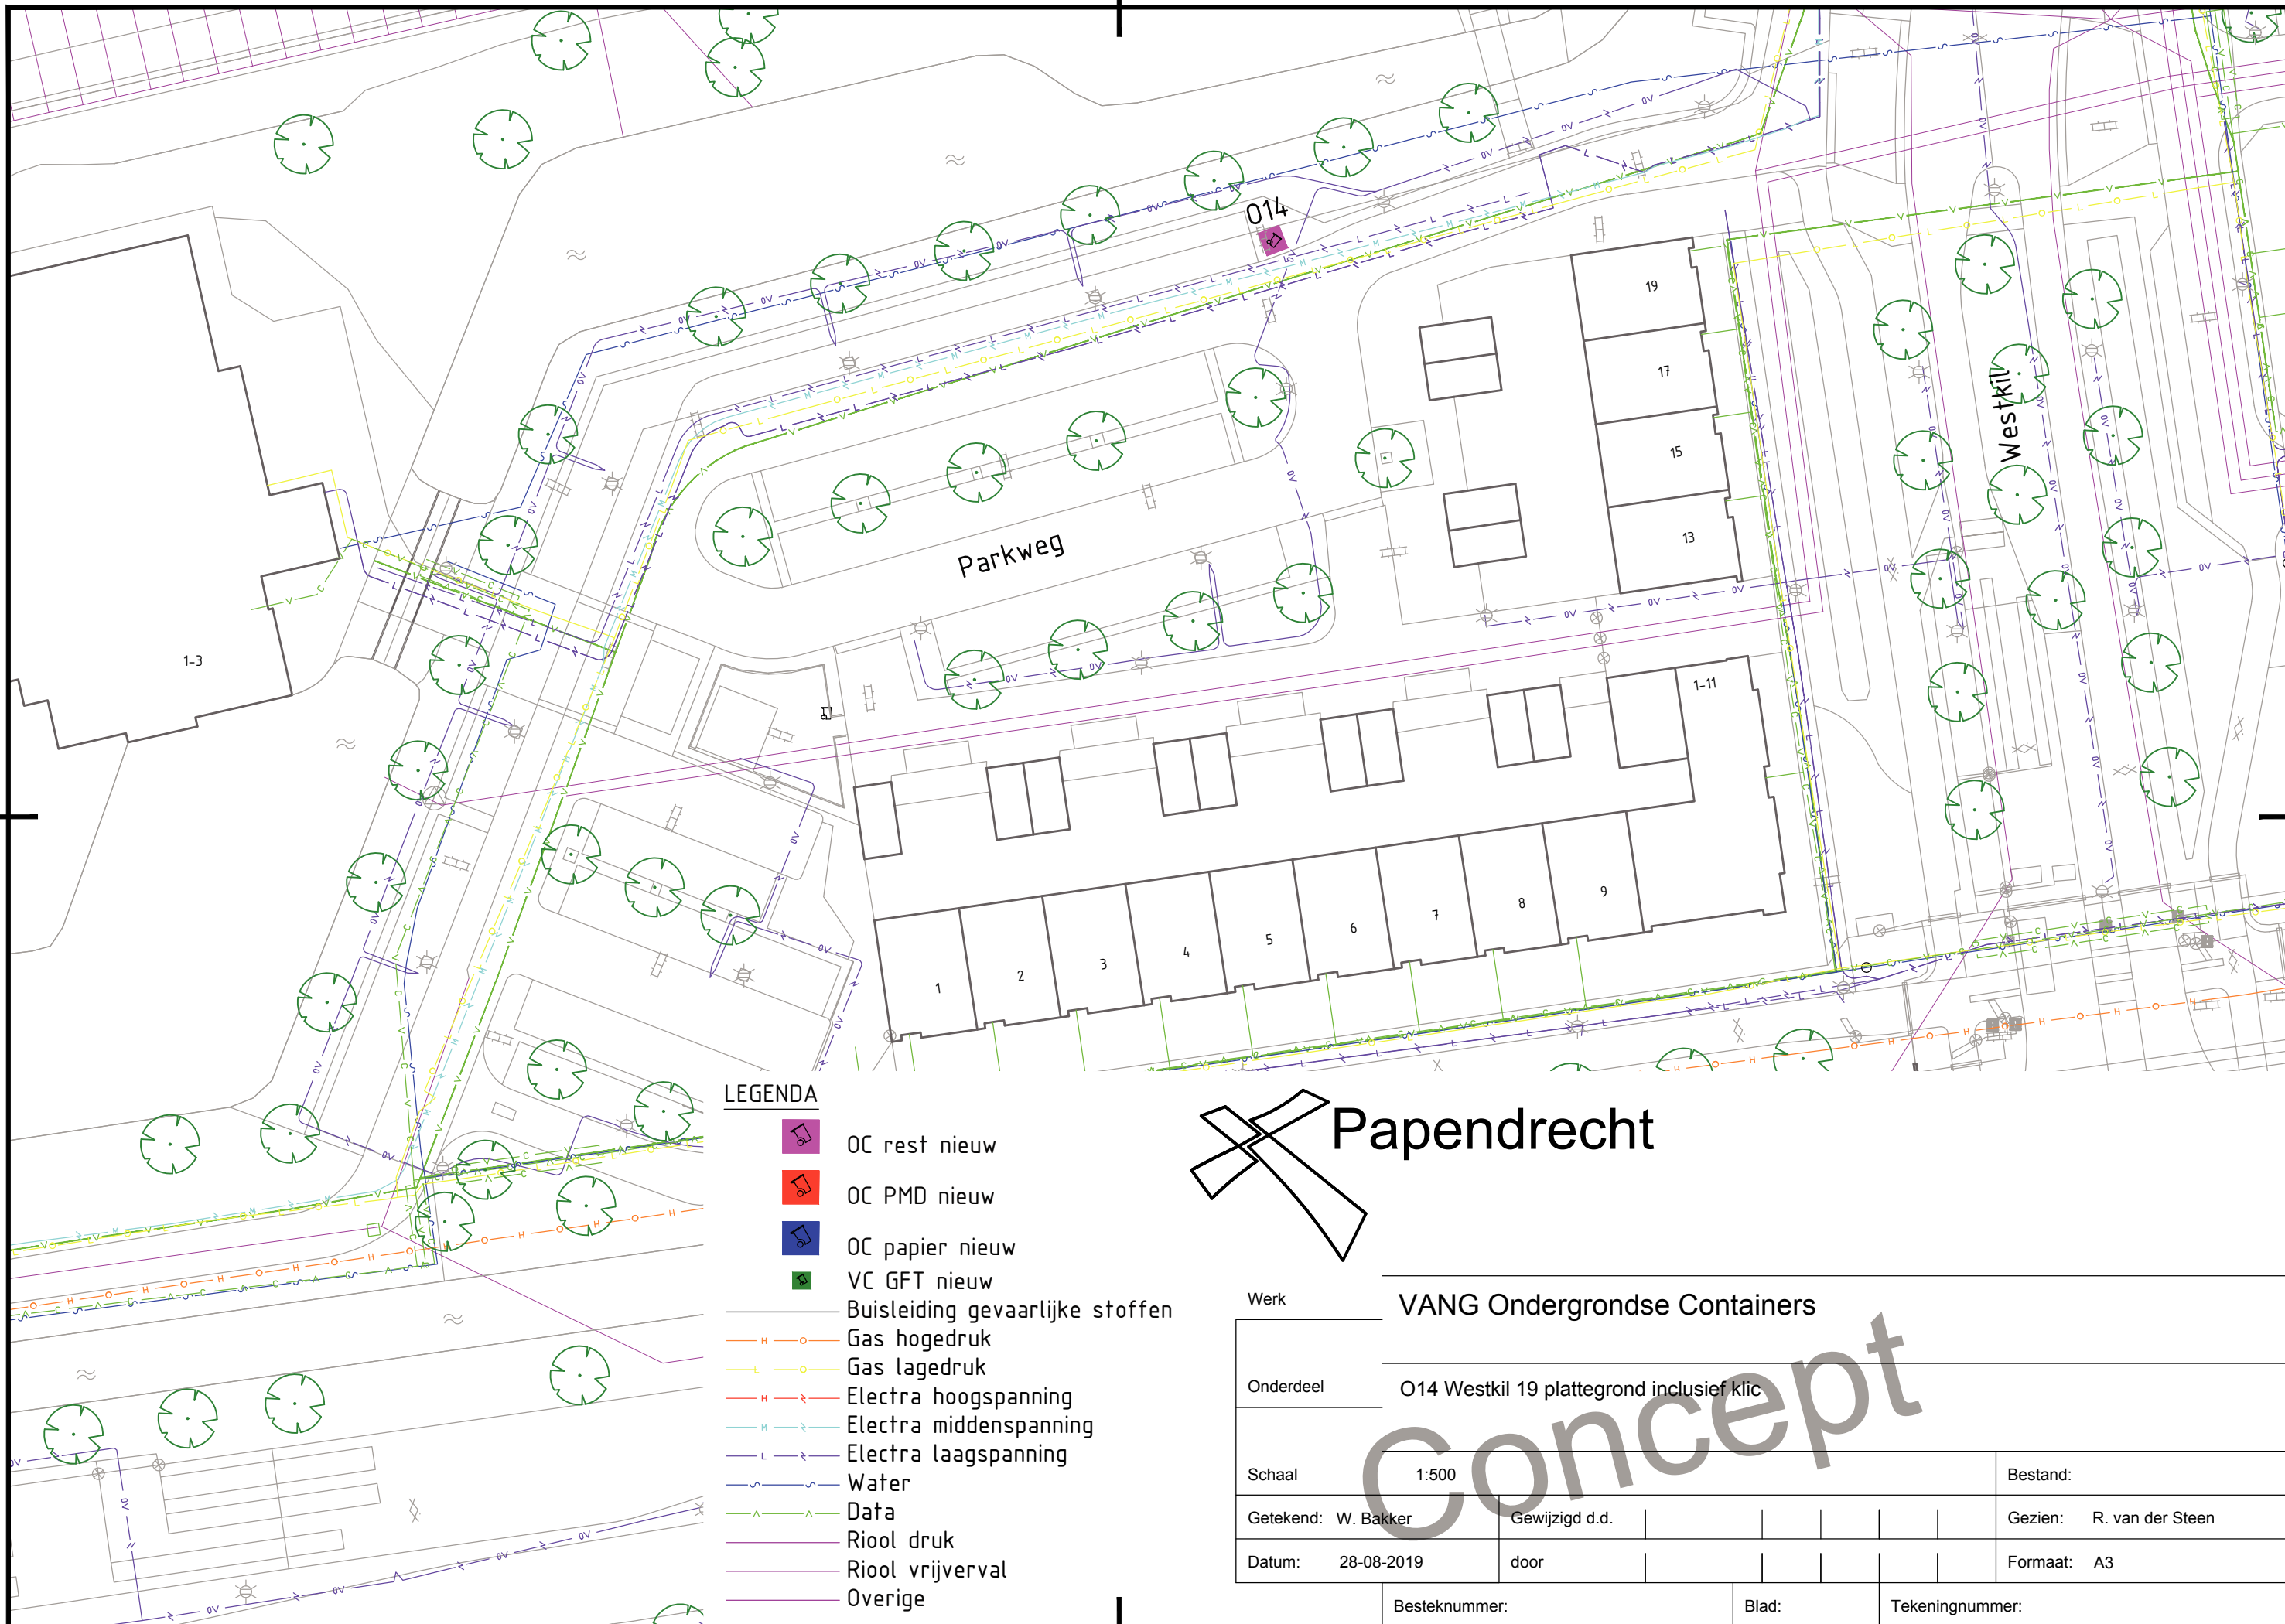 O14
19
17
15
13
Westkil
Parkweg
1-3
1-11
1
2
3
4
5
6
7
8
9
LEGENDA
OC rest nieuw
OC PMD nieuw
OC papier nieuw
VC GFT nieuw
Buisleiding gevaarlijke stoffen
Gas hogedruk
Gas lagedruk
Electra hoogspanning
Electra middenspanning
Electra laagspanning
Water
Data
Riool druk
Riool vrijverval
Overige
Papendrecht
Werk VANG Ondergrondse Containers
Onderdeel O14 Westkil 19 plattegrond inclusief klic
Concept
Schaal 1:500 Bestand:
Getekend: W. Bakker Gewijzigd d.d. Gezien: R. van der Steen
Datum: 28-08-2019 door Formaat: A3
Besteknummer: Blad: Tekeningnummer: